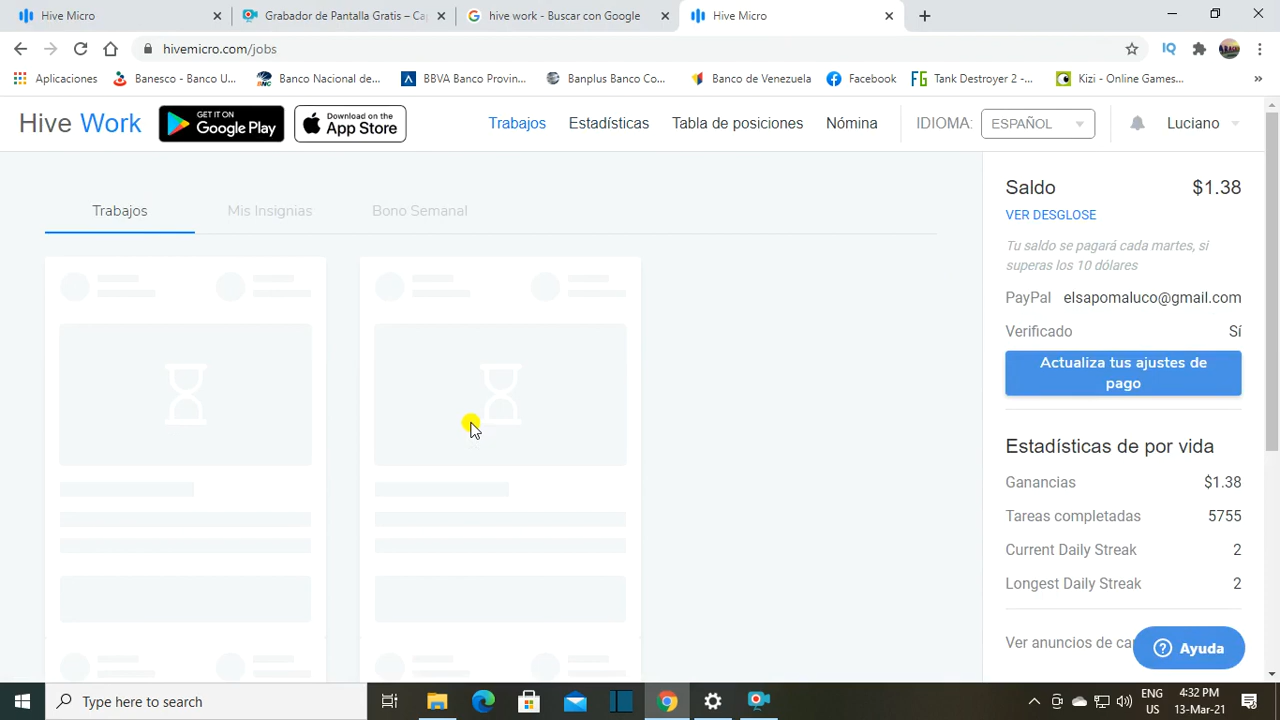 Hive Micro
Grabador de Pantalla Gratis – Ca
hive work - Buscar con Google
Hive Micro
hivemicro.com/jobs
IQ
Aplicaciones
Banesco - Banco U...
Banco Nacional de...
BBVA Banco Provin...
Banplus Banco Co...
Banco de Venezuela
Facebook
FG
Tank Destroyer 2 -...
Kizi - Online Games...
»
Hive Work
GET IT ON
Google Play
Download on the
App Store
Trabajos
Estadísticas
Tabla de posiciones
Nómina
IDIOMA:
ESPAÑOL
Luciano
Trabajos
Mis Insignias
Bono Semanal
Saldo $1.38
VER DESGLOSE
Tu saldo se pagará cada martes, si
superas los 10 dólares
PayPal elsapomaluco@gmail.com
Verificado Sí
Actualiza tus ajustes de
pago
Estadísticas de por vida
Ganancias $1.38
Tareas completadas 5755
Current Daily Streak 2
Longest Daily Streak 2
Ver anuncios de
Ayuda
Type here to search
ENG
US
4:32 PM
13-Mar-21